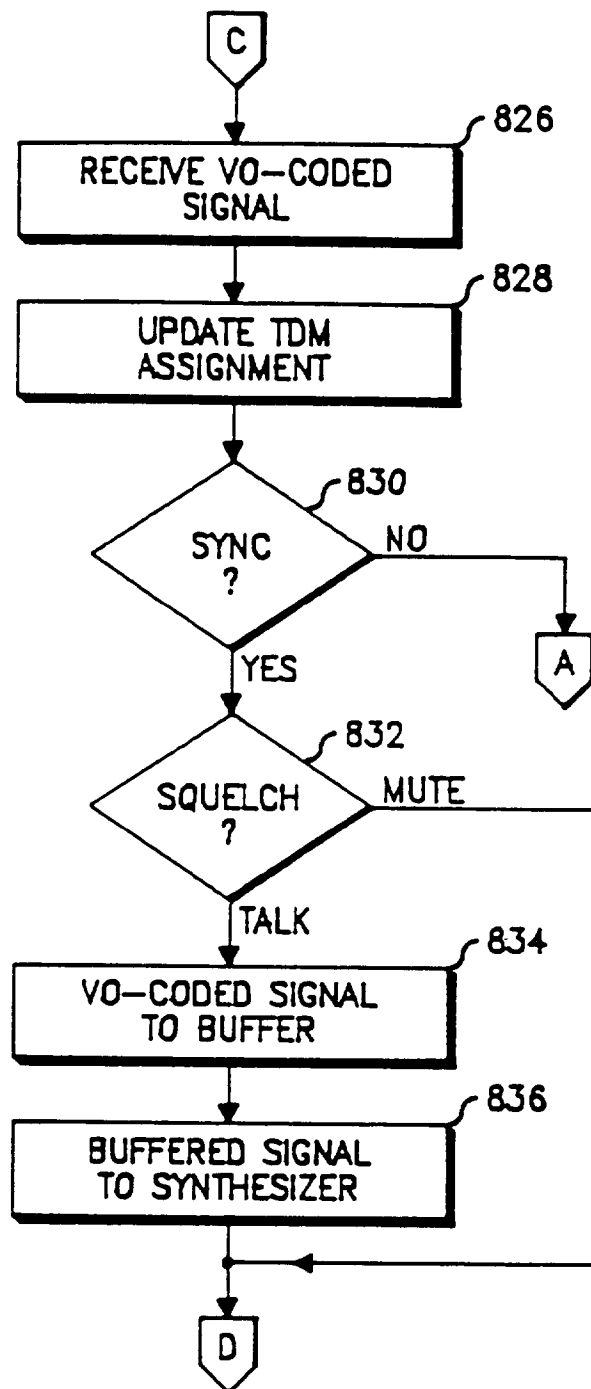 C
826
RECEIVE VO-CODED
SIGNAL
828
UPDATE TDM
ASSIGNMENT
830
SYNC
?
NO
A
YES
832
SQUELCH
?
MUTE
TALK
834
VO-CODED SIGNAL
TO BUFFER
836
BUFFERED SIGNAL
TO SYNTHESIZER
D